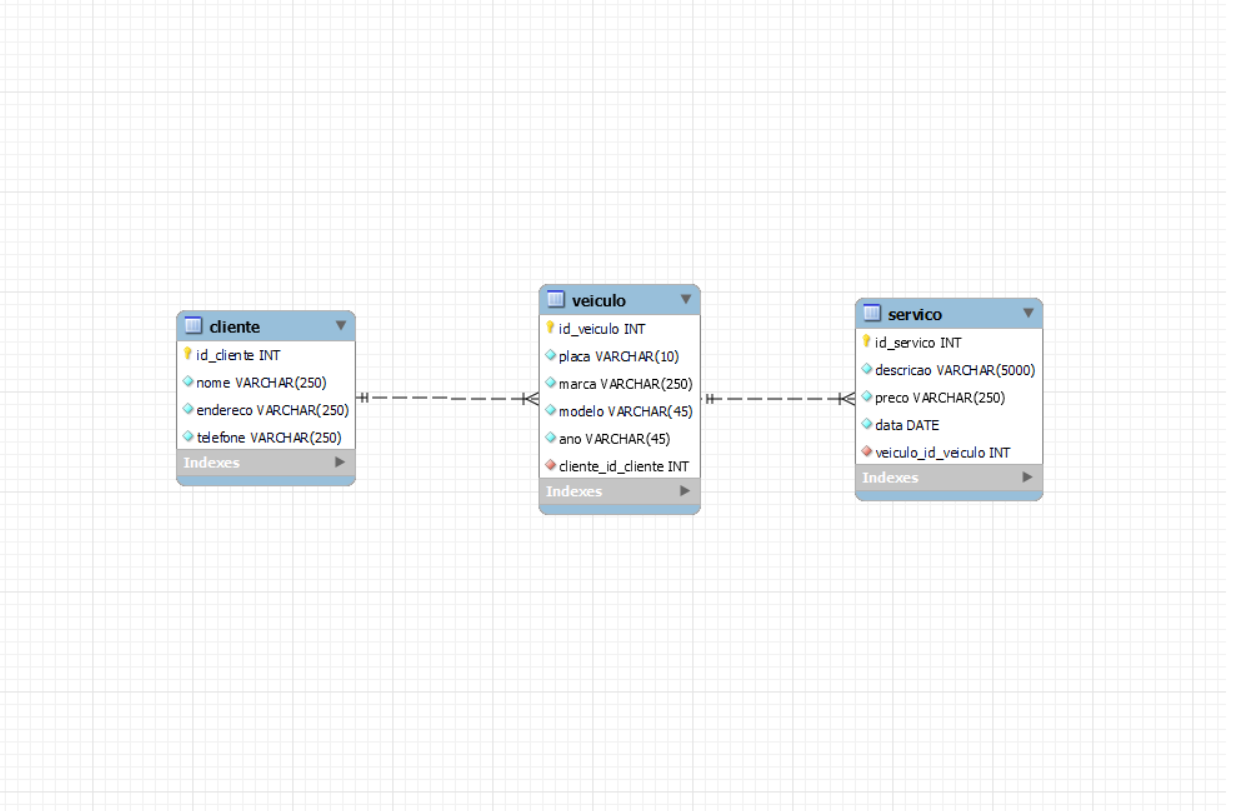 cliente
id_cliente INT
nome VARCHAR(250)
endereco VARCHAR(250)
telefone VARCHAR(250)
Indexes
veiculo
id_veiculo INT
placa VARCHAR(10)
marca VARCHAR(250)
modelo VARCHAR(45)
ano VARCHAR(45)
cliente_id_cliente INT
Indexes
servico
id_servico INT
descricao VARCHAR(5000)
preco VARCHAR(250)
data DATE
veiculo_id_veiculo INT
Indexes